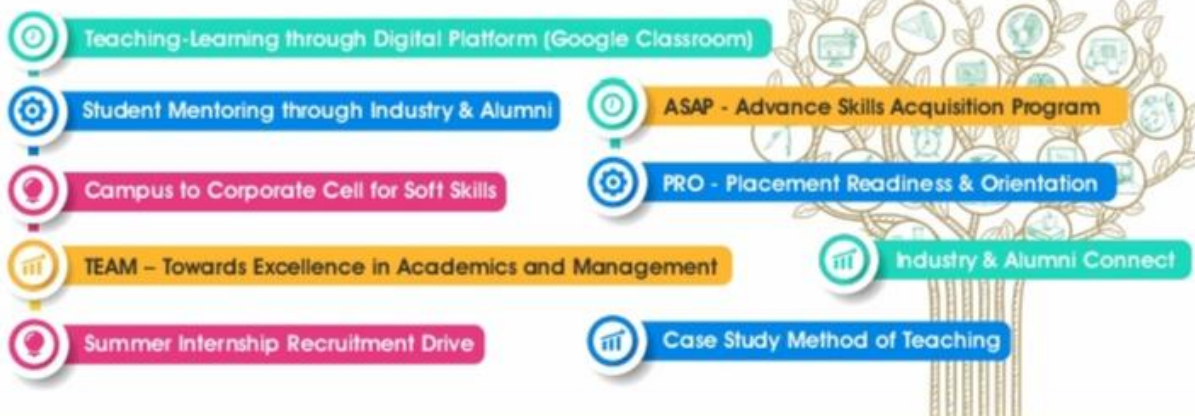 Teaching-Learning through Digital Platform (Google Classroom)
Student Mentoring through Industry & Alumni
Campus to Corporate Cell for Soft Skills
TEAM – Towards Excellence in Academics and Management
Summer Internship Recruitment Drive
ASAP - Advance Skills Acquisition Program
PRO - Placement Readiness & Orientation
Industry & Alumni Connect
Case Study Method of Teaching